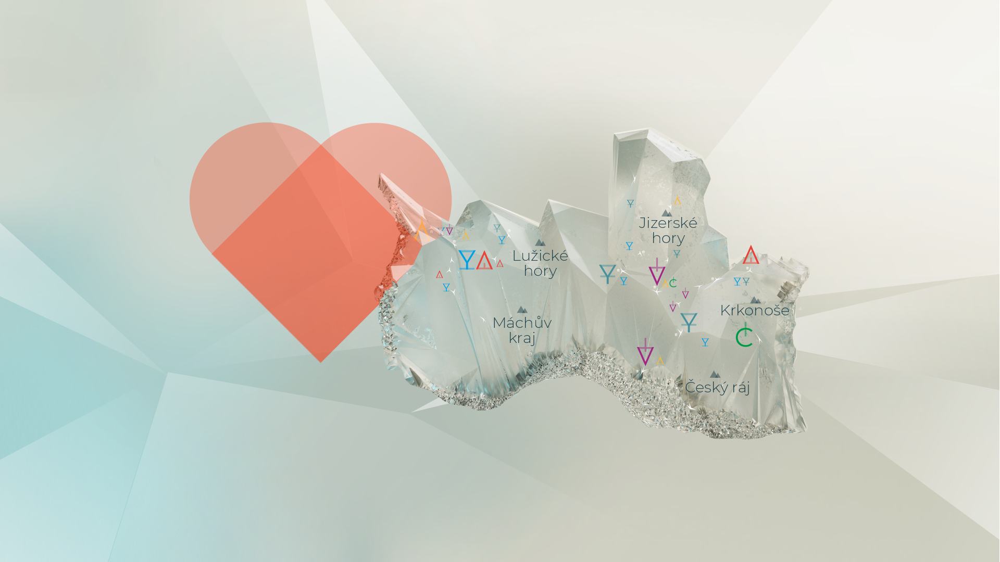 Jizerské
hory
Lužické
hory
Krkonoše
Máchův
kraj
Český ráj